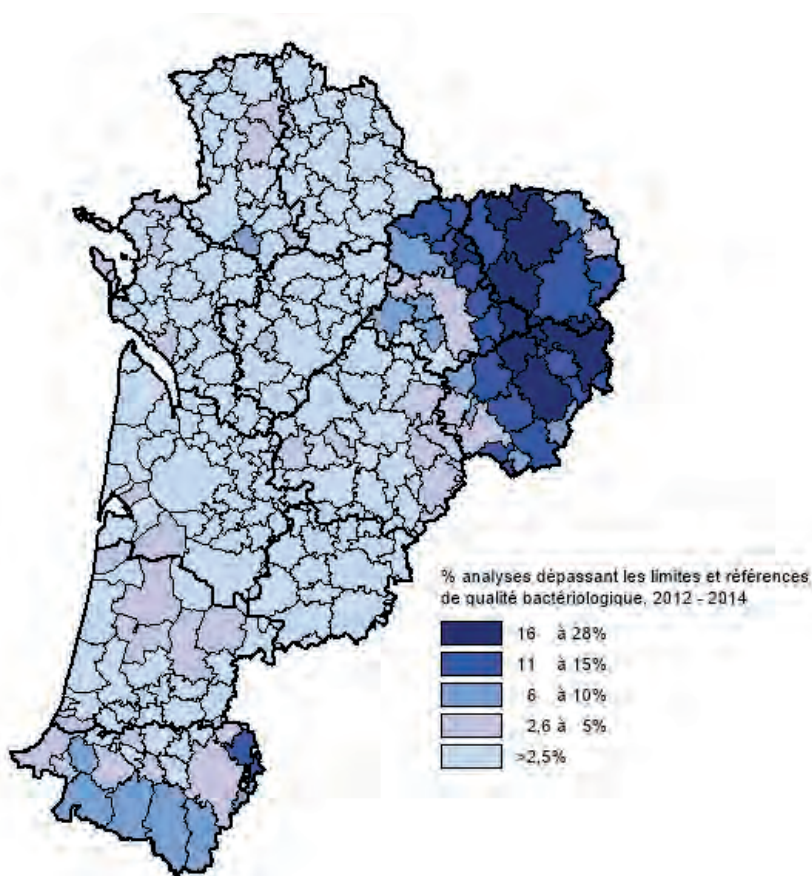 % analyses dépassant les limites et références
de qualité bactériologique, 2012 - 2014
16 à 28%
11 à 15%
6 à 10%
2,6 à 5%
>2,5%